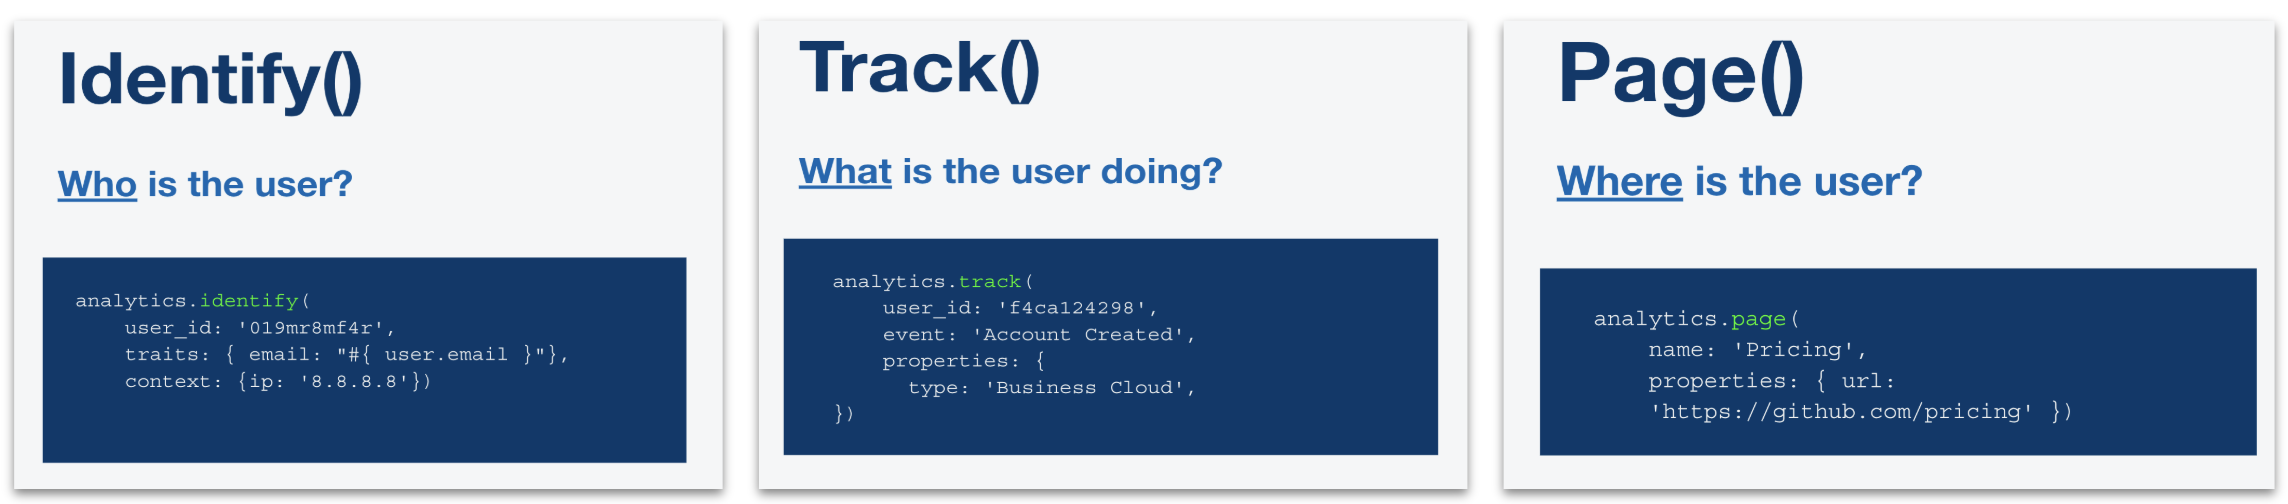 Identify()
Who is the user?
analytics.identify(
user_id: '019mr8mf4r',
traits: { email: "#{ user.email }"},
context: {ip: '8.8.8.8'})
Track()
What is the user doing?
analytics.track(
user_id: 'f4ca124298',
event: 'Account Created',
properties: {
type: 'Business Cloud',
})
Page()
Where is the user?
analytics.page(
name: 'Pricing',
properties: { url:
'https://github.com/pricing' })